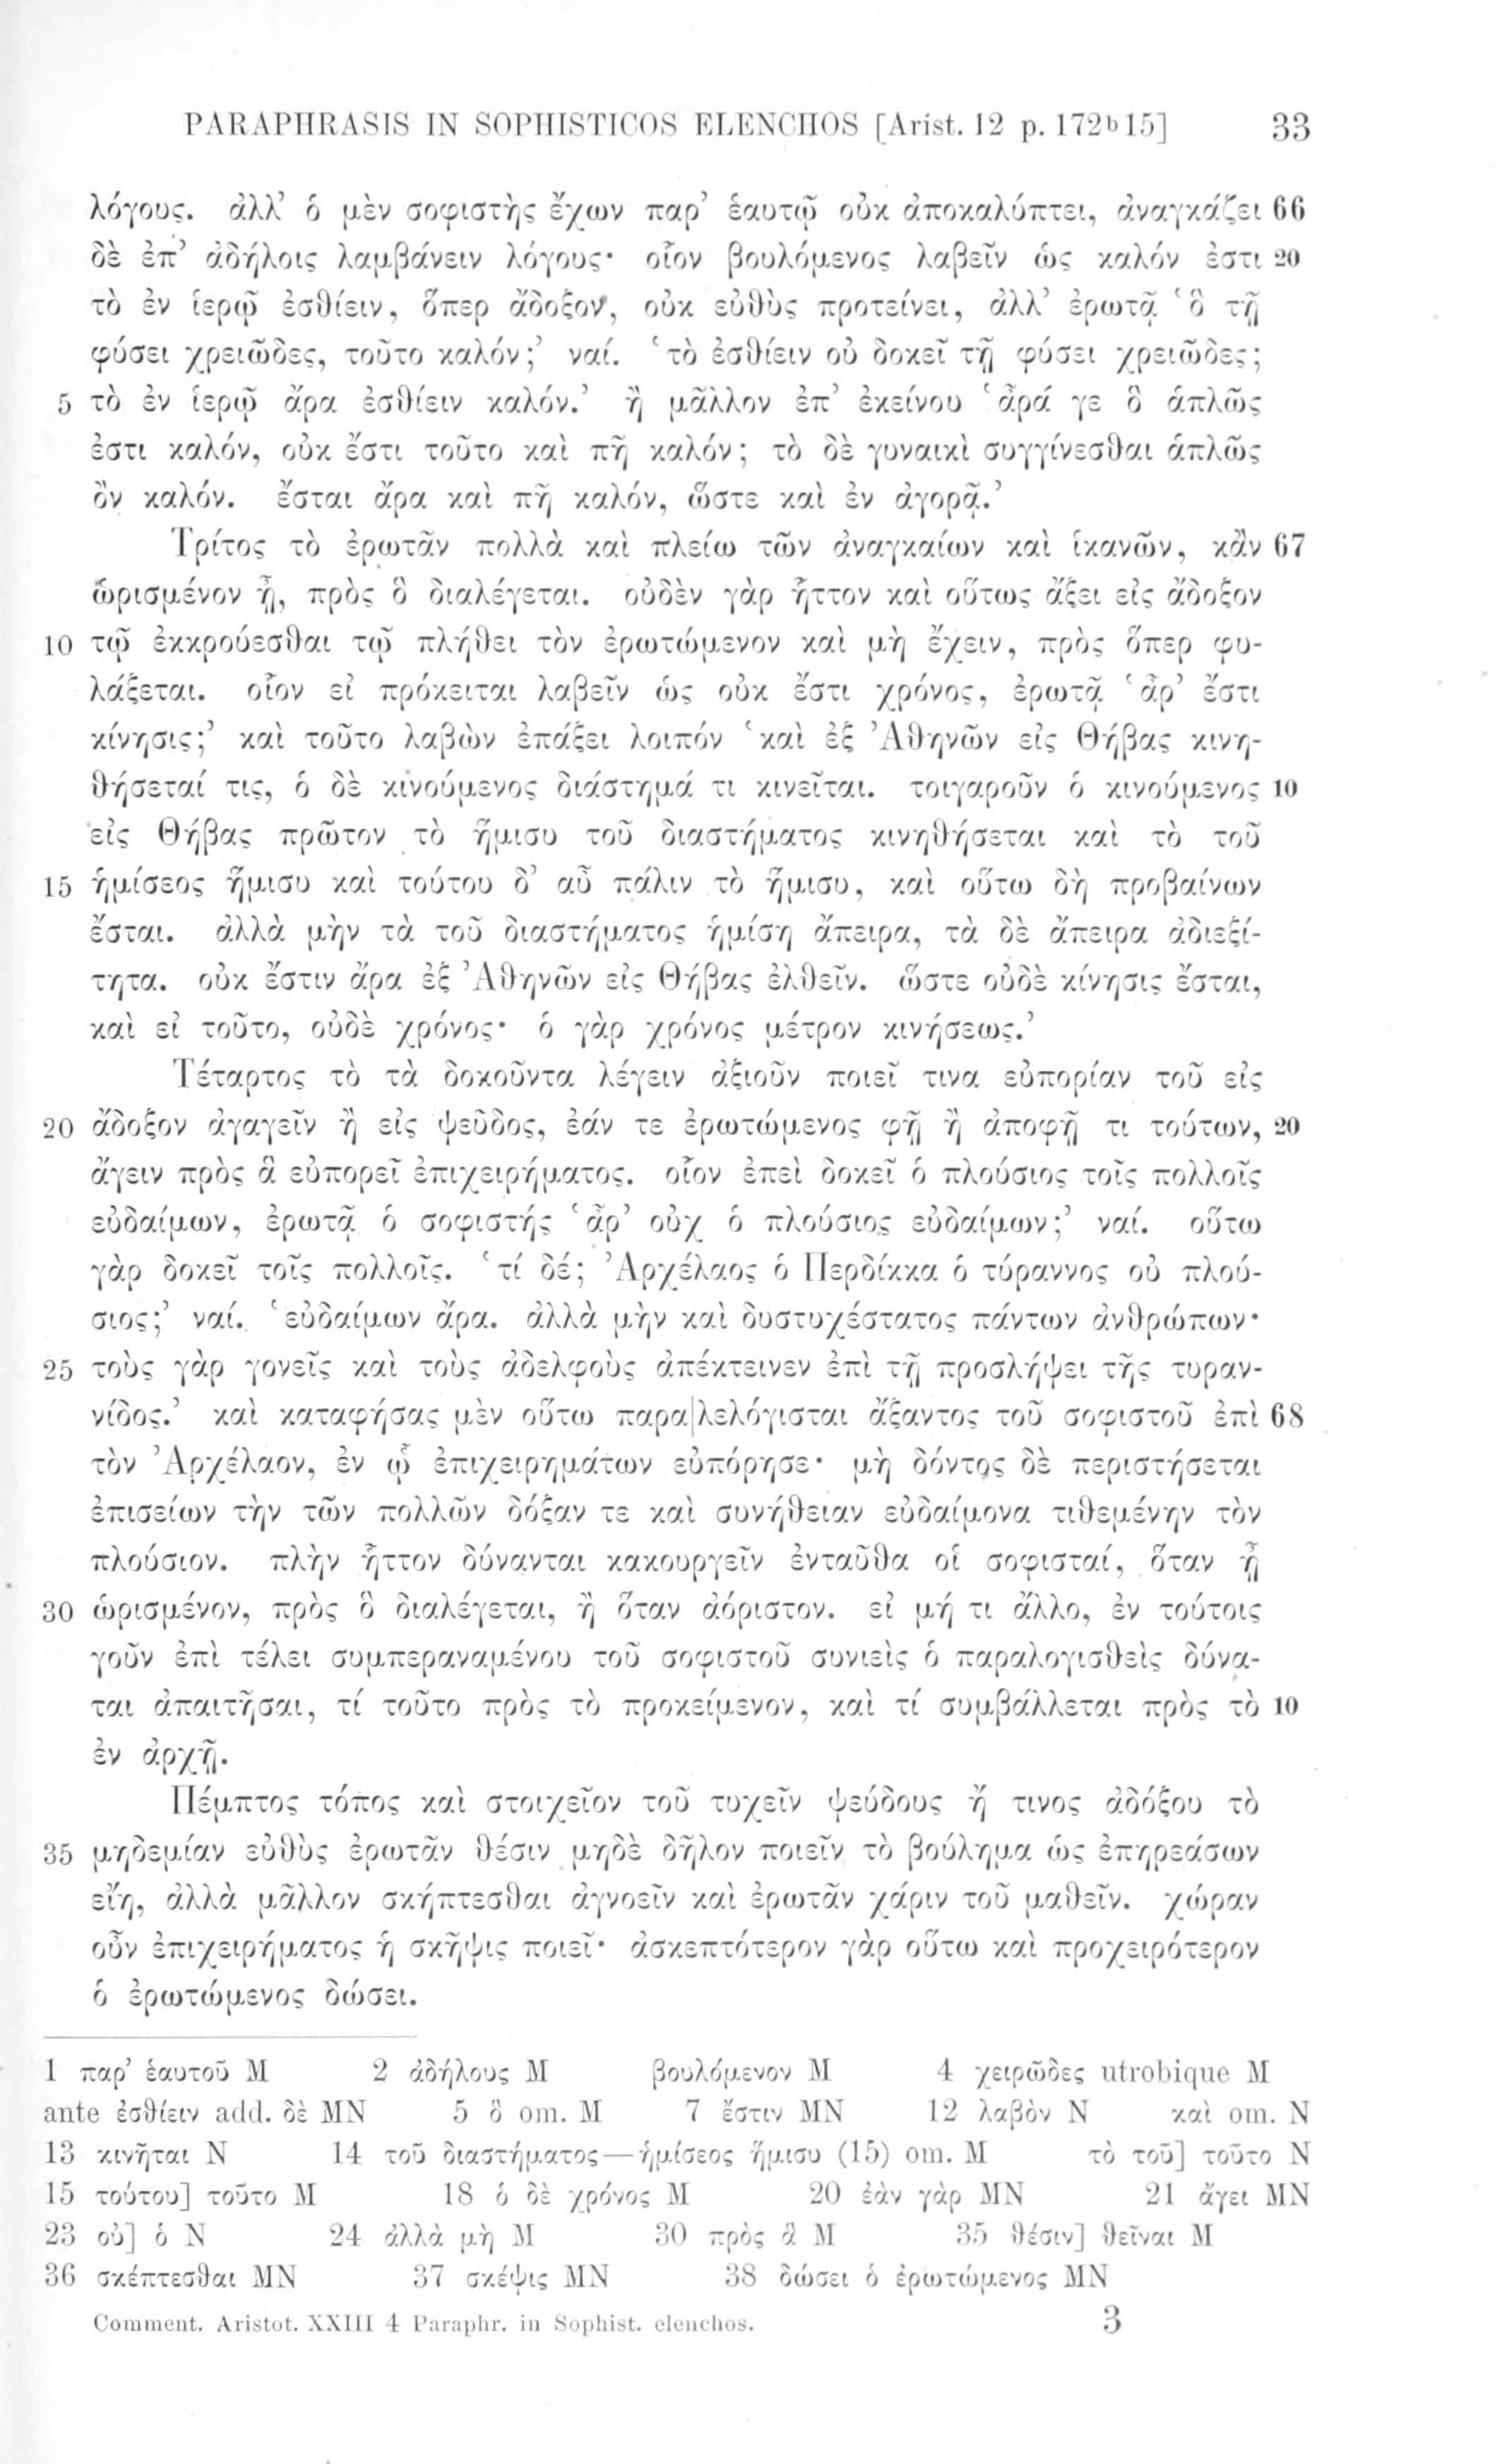 PARAPHRASIS IN SOPHISTICOS ELENCHOS [Arist. 12 p. 172ᵇ15] 33
λόγους. ἀλλ’ ὁ μὲν σοφιστὴς ἔχων παρ’ ἑαυτῷ οὐκ ἀποκαλύπτει, ἀναγκάζει 66
δὲ ἐπ’ ἀδήλοις λαμβάνειν λόγους· οἷον βουλόμενος λαβεῖν ὡς καλόν ἐστι 20
τὸ ἐν ἱερῷ ἐσθίειν, ὅπερ ἄδοξον, οὐκ εὐθὺς προτείνει, ἀλλ’ ἐρωτᾷ ‘ὃ τῇ
φύσει χρειῶδες, τοῦτο καλόν;’ ναί. ‘τὸ ἐσθίειν οὐ δοκεῖ τῇ φύσει χρειῶδες;
5 τὸ ἐν ἱερῷ ἄρα ἐσθίειν καλόν.’ ἢ μᾶλλον ἐπ’ ἐκείνου ‘ἆρά γε ὃ ἁπλῶς
ἐστι καλόν, οὐκ ἔστι τοῦτο καὶ πῆ καλόν; τὸ δὲ γυναικὶ συγγίνεσθαι ἁπλῶς
ὂν καλόν. ἔσται ἄρα καὶ πῆ καλόν, ὥστε καὶ ἐν ἀγορᾷ.’
Τρίτος τὸ ἐρωτᾶν πολλὰ καὶ πλείω τῶν ἀναγκαίων καὶ ἱκανῶν, κἂν 67
ὡρισμένον ᾖ, πρὸς ὃ διαλέγεται. οὐδὲν γὰρ ἧττον καὶ οὕτως ἄξει εἰς ἄδοξον
10 τῷ ἐκκρούεσθαι τῷ πλήθει τὸν ἐρωτώμενον καὶ μὴ ἔχειν, πρὸς ὅπερ φυ-
λάξεται. οἷον εἰ πρόκειται λαβεῖν ὡς οὐκ ἔστι χρόνος, ἐρωτᾷ ‘ἆρ’ ἔστι
κίνησις;’ καὶ τοῦτο λαβὼν ἐπάξει λοιπόν ‘καὶ ἐξ Ἀθηνῶν εἰς Θήβας κινη-
θήσεταί τις, ὁ δὲ κινούμενος διάστημά τι κινεῖται. τοιγαροῦν ὁ κινούμενος 10
εἰς Θήβας πρῶτον τὸ ἥμισυ τοῦ διαστήματος κινηθήσεται καὶ τὸ τοῦ
15 ἡμίσεος ἥμισυ καὶ τούτου δ’ αὖ πάλιν τὸ ἥμισυ, καὶ οὕτω δὴ προβαίνων
ἔσται. ἀλλὰ μὴν τὰ τοῦ διαστήματος ἡμίση ἄπειρα, τὰ δὲ ἄπειρα ἀδιεξί-
τητα. οὐκ ἔστιν ἄρα ἐξ Ἀθηνῶν εἰς Θήβας ἐλθεῖν. ὥστε οὐδὲ κίνησις ἔσται,
καὶ εἰ τοῦτο, οὐδὲ χρόνος· ὁ γὰρ χρόνος μέτρον κινήσεως.’
Τέταρτος τὸ τὰ δοκοῦντα λέγειν ἀξιοῦν ποιεῖ τινα εὐπορίαν τοῦ εἰς
20 ἄδοξον ἀγαγεῖν ἢ εἰς ψεῦδος, ἐάν τε ἐρωτώμενος φῇ ἢ ἀποφῇ τι τούτων, 20
ἄγειν πρὸς ἃ εὐπορεῖ ἐπιχειρήματος. οἷον ἐπεὶ δοκεῖ ὁ πλούσιος τοῖς πολλοῖς
εὐδαίμων, ἐρωτᾷ ὁ σοφιστής ‘ἆρ’ οὐχ ὁ πλούσιος εὐδαίμων;’ ναί. οὕτω
γὰρ δοκεῖ τοῖς πολλοῖς. ‘τί δέ; Ἀρχέλαος ὁ Περδίκκα ὁ τύραννος οὐ πλού-
σιος;’ ναί. ‘εὐδαίμων ἄρα. ἀλλὰ μὴν καὶ δυστυχέστατος πάντων ἀνθρώπων·
25 τοὺς γὰρ γονεῖς καὶ τοὺς ἀδελφοὺς ἀπέκτεινεν ἐπὶ τῇ προσλήψει τῆς τυραν-
νίδος.’ καὶ καταφήσας μὲν οὕτω παρα|λελόγισται ἄξαντος τοῦ σοφιστοῦ ἐπὶ 68
τὸν Ἀρχέλαον, ἐν ᾧ ἐπιχειρημάτων εὐπόρησε· μὴ δόντος δὲ περιστήσεται
ἐπισείων τὴν τῶν πολλῶν δόξαν τε καὶ συνήθειαν εὐδαίμονα τιθεμένην τὸν
πλούσιον. πλὴν ἧττον δύνανται κακουργεῖν ἐνταῦθα οἱ σοφισταί, ὅταν ᾖ
30 ὡρισμένον, πρὸς ὃ διαλέγεται, ἢ ὅταν ἀόριστον. εἰ μή τι ἄλλο, ἐν τούτοις
γοῦν ἐπὶ τέλει συμπεραναμένου τοῦ σοφιστοῦ συνιεὶς ὁ παραλογισθεὶς δύνα-
ται ἀπαιτῆσαι, τί τοῦτο πρὸς τὸ προκείμενον, καὶ τί συμβάλλεται πρὸς τὸ 10
ἐν ἀρχῇ.
Πέμπτος τόπος καὶ στοιχεῖον τοῦ τυχεῖν ψεύδους ἤ τινος ἀδόξου τὸ
35 μηδεμίαν εὐθὺς ἐρωτᾶν θέσιν μηδὲ δῆλον ποιεῖν τὸ βούλημα ὡς ἐπηρεάσων
εἴη, ἀλλὰ μᾶλλον σκήπτεσθαι ἀγνοεῖν καὶ ἐρωτᾶν χάριν τοῦ μαθεῖν. χώραν
οὖν ἐπιχειρήματος ἡ σκῆψις ποιεῖ· ἀσκεπτότερον γὰρ οὕτω καὶ προχειρότερον
ὁ ἐρωτώμενος δώσει.
1 παρ’ ἑαυτοῦ M 2 ἀδήλους M βουλόμενον M 4 χειρῶδες utrobique M
ante ἐσθίειν add. δὲ MN 5 ὃ om. M 7 ἔστιν MN 12 λαβὸν N καὶ om. N
13 κινῆται N 14 τοῦ διαστήματος—ἡμίσεος ἥμισυ (15) om. M τὸ τοῦ] τοῦτο N
15 τούτου] τοῦτο M 18 ὁ δὲ χρόνος M 20 ἐὰν γὰρ MN 21 ἄγει MN
23 οὐ] ὁ N 24 ἀλλὰ μὴ M 30 πρὸς ἃ M 35 θέσιν] θεῖναι M
36 σκέπτεσθαι MN 37 σκέψις MN 38 δώσει ὁ ἐρωτώμενος MN
Comment. Aristot. XXIII 4 Paraphr. in Sophist. elenchos. 3